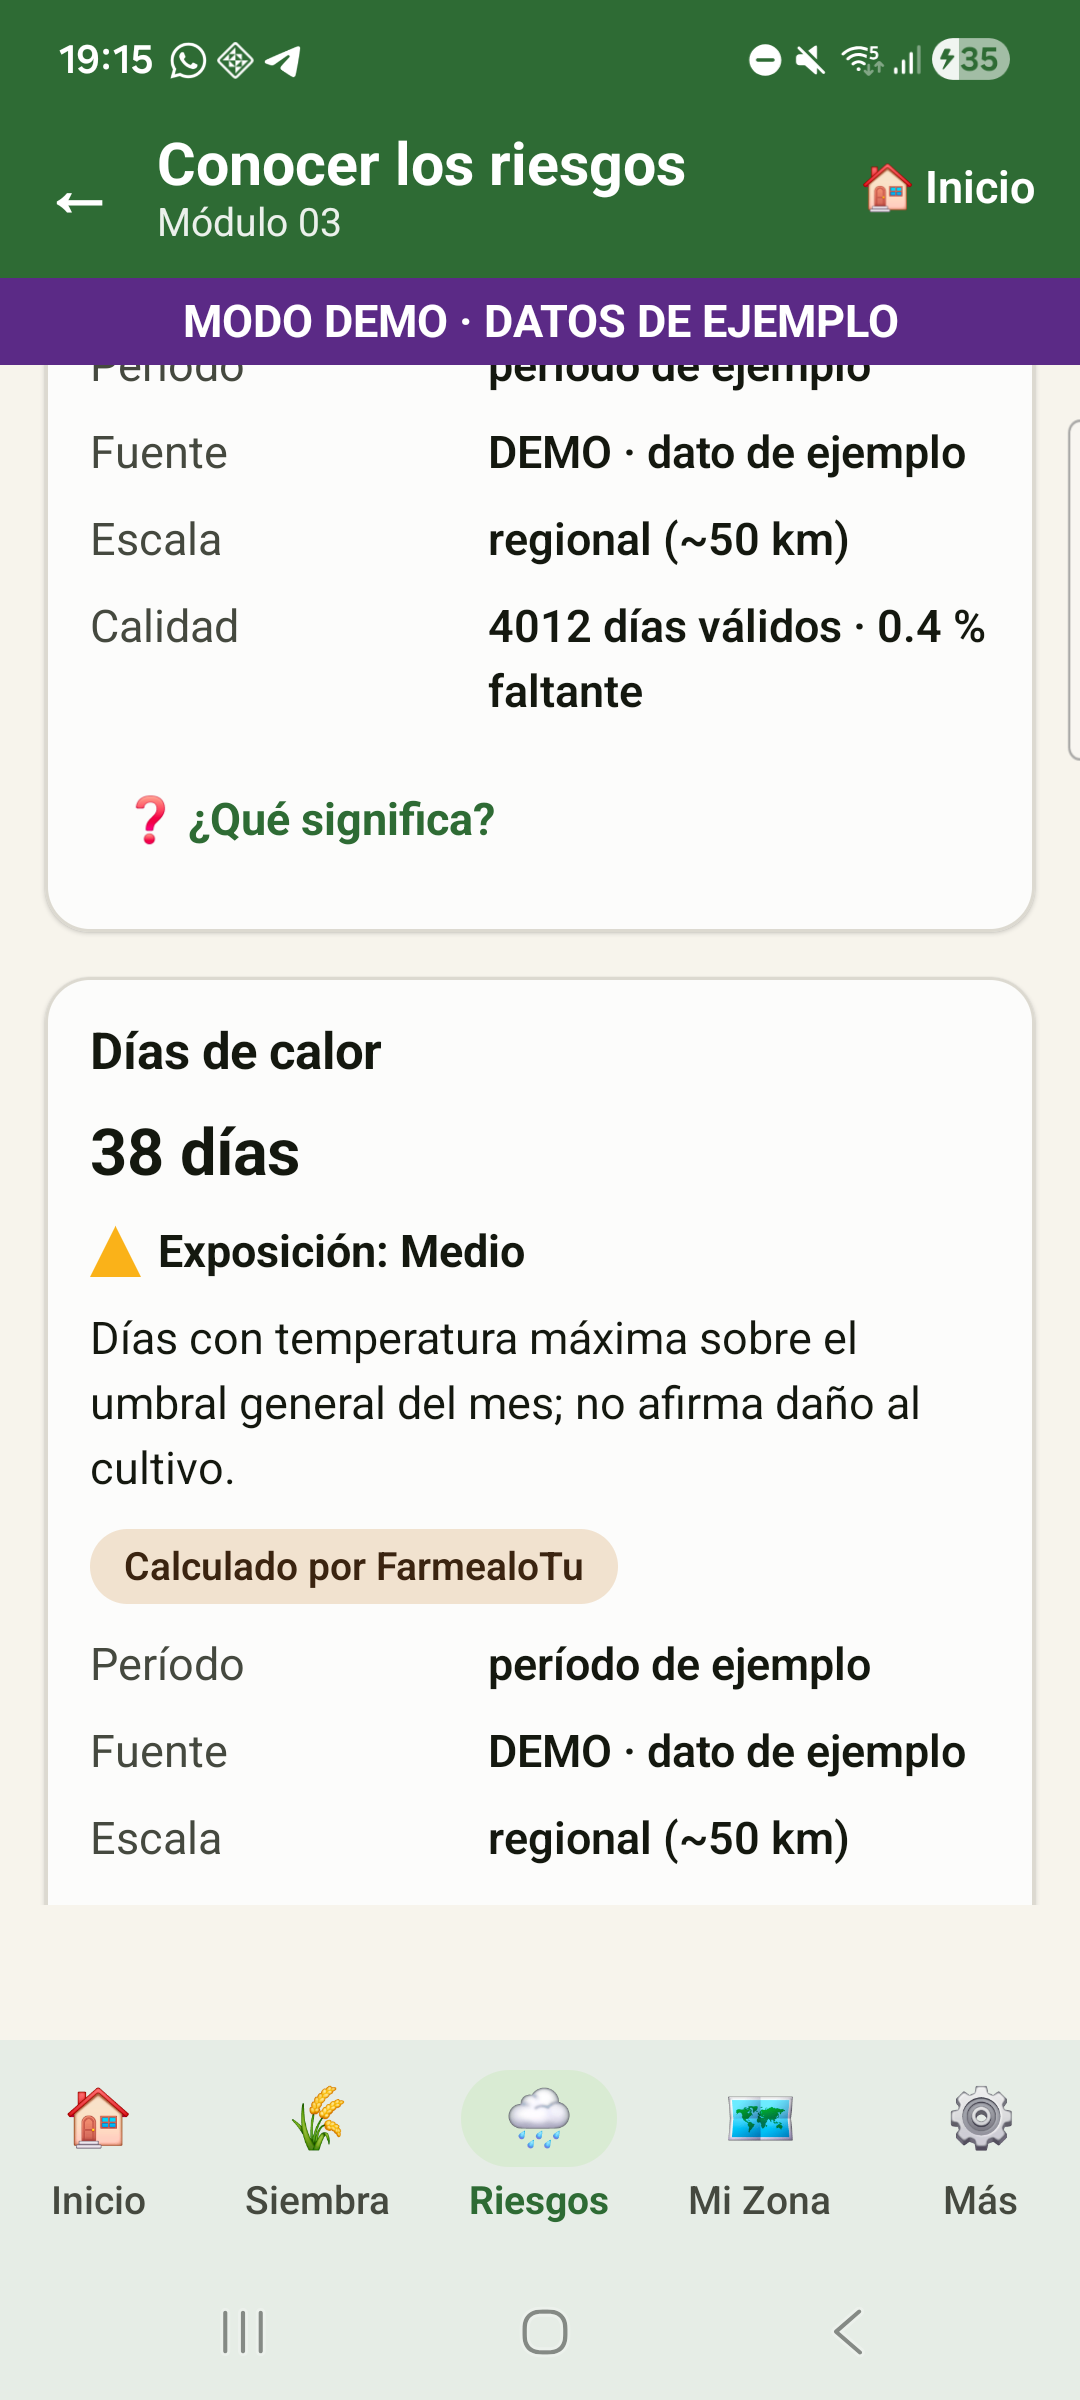 19:15
35
Conocer los riesgos
Módulo 03
Inicio
MODO DEMO · DATOS DE EJEMPLO
Período período de ejemplo
Fuente DEMO · dato de ejemplo
Escala regional (~50 km)
Calidad 4012 días válidos · 0.4 %
faltante
❓ ¿Qué significa?
Días de calor
38 días
Exposición: Medio
Días con temperatura máxima sobre el
umbral general del mes; no afirma daño al
cultivo.
Calculado por FarmealoTu
Período período de ejemplo
Fuente DEMO · dato de ejemplo
Escala regional (~50 km)
Inicio Siembra Riesgos Mi Zona Más